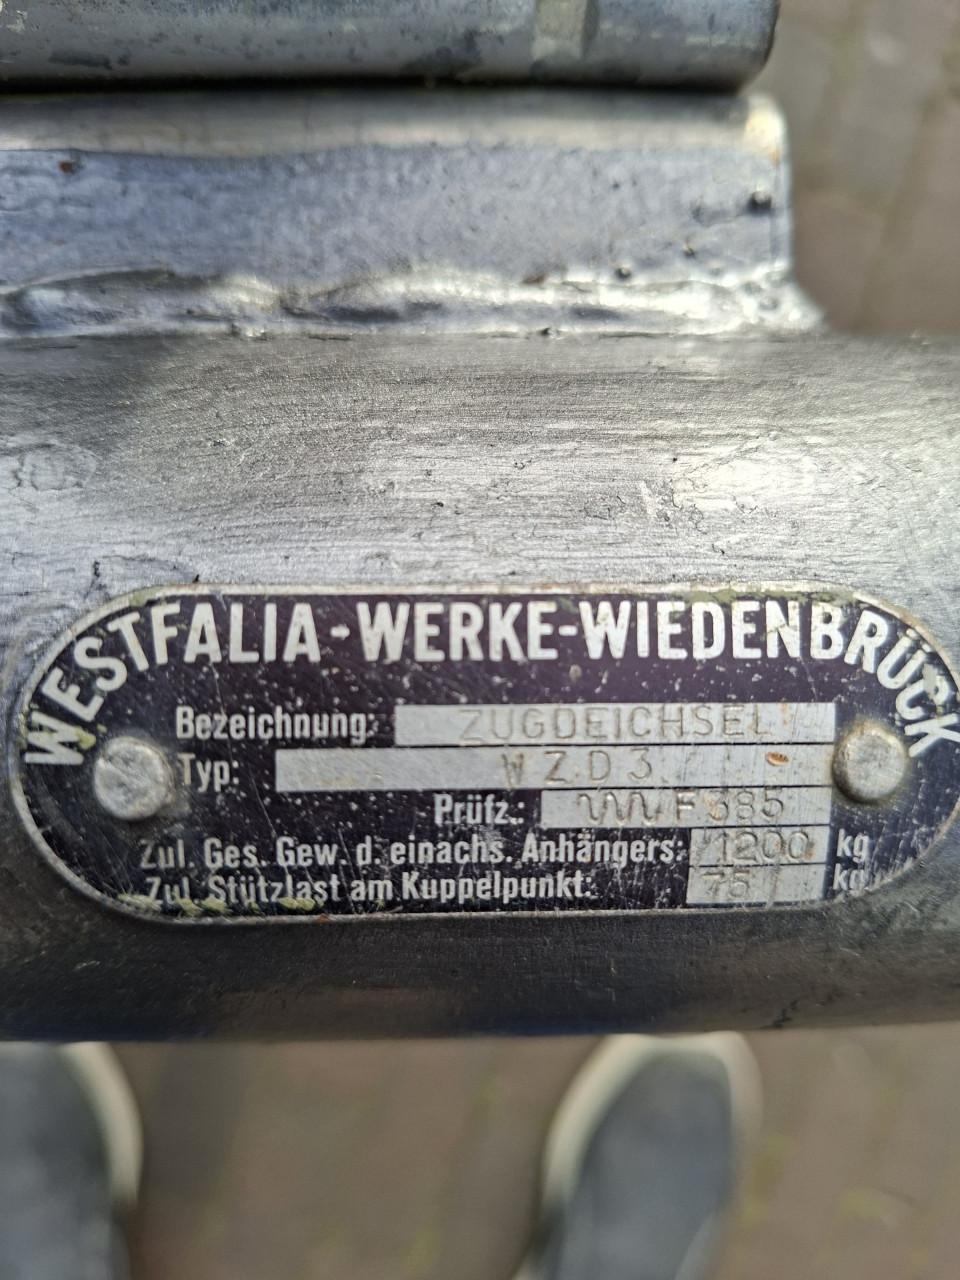 WESTFALIA-WERKE-WIEDENBRÜCK
Bezeichnung: ZUGDEICHSEL
Typ: WZD3
Prüfz.: F 385
Zul. Ges. Gew. d. einachs. Anhängers: 1200 kg
Zul. Stützlast am Kuppelpunkt: 75 kg